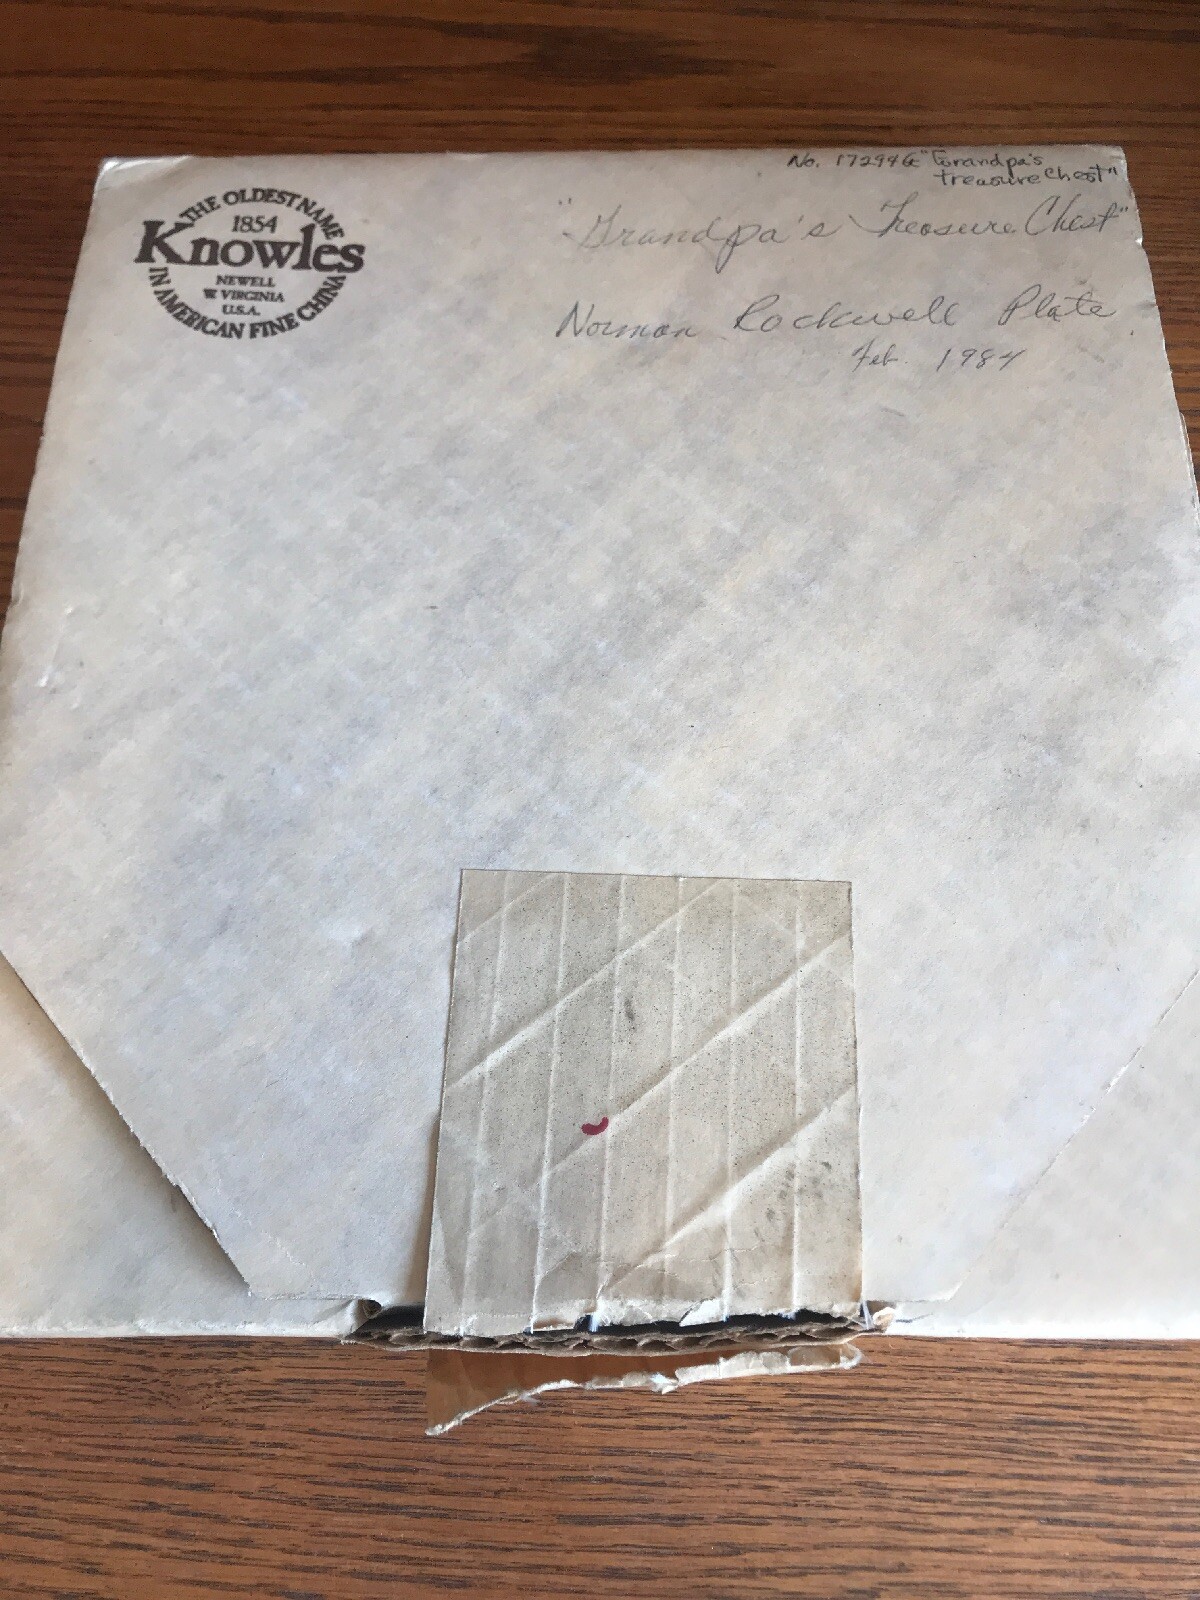 THE OLDEST NAME
1854
Knowles
NEWELL
W. VIRGINIA
U.S.A.
IN AMERICAN FINE CHINA
No. 17299G "Grandpa's
treasure chest"
"Grandpa's Treasure Chest"
Norman Rockwell Plate
Feb. 1984